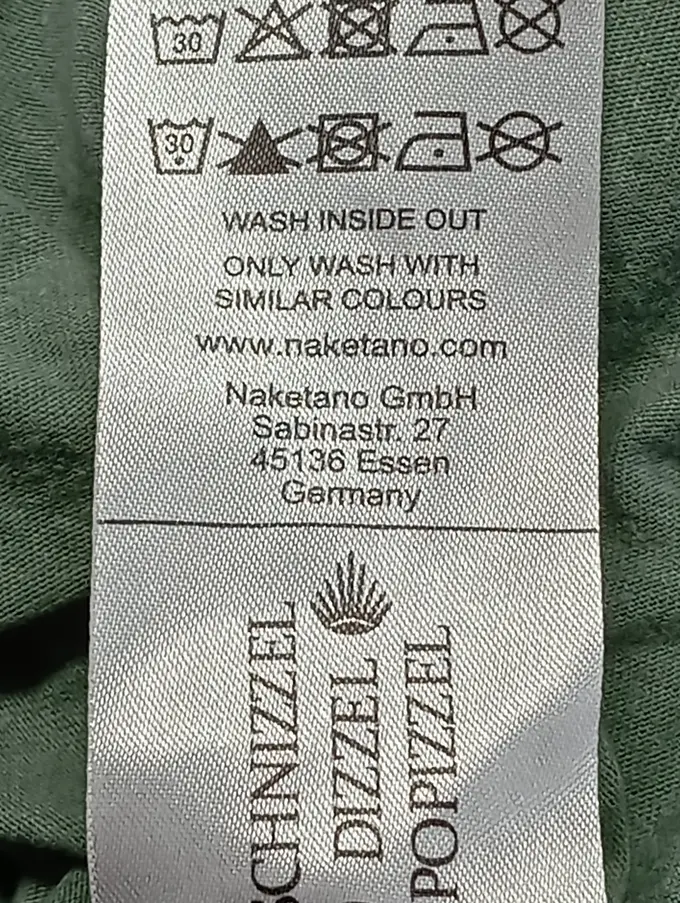 30
30
WASH INSIDE OUT
ONLY WASH WITH
SIMILAR COLOURS
www.naketano.com
Naketano GmbH
Sabinastr. 27
45136 Essen
Germany
DIZZEL
POPIZZEL